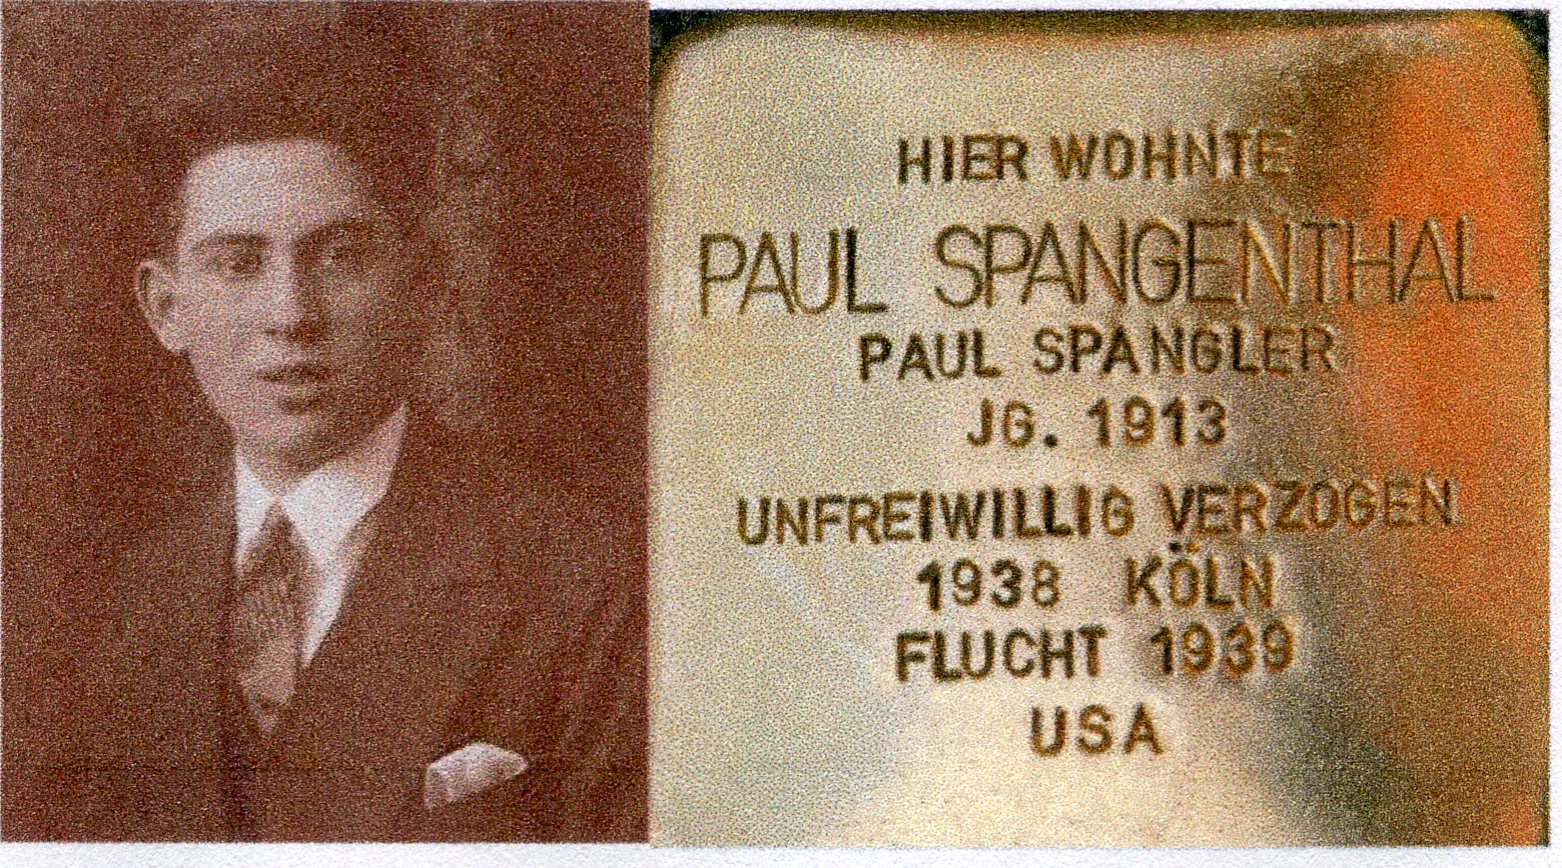 HIER WOHNTE
PAUL SPANGENTHAL
PAUL SPANGLER
JG. 1913
UNFREIWILLIG VERZOGEN
1938 KÖLN
FLUCHT 1939
USA